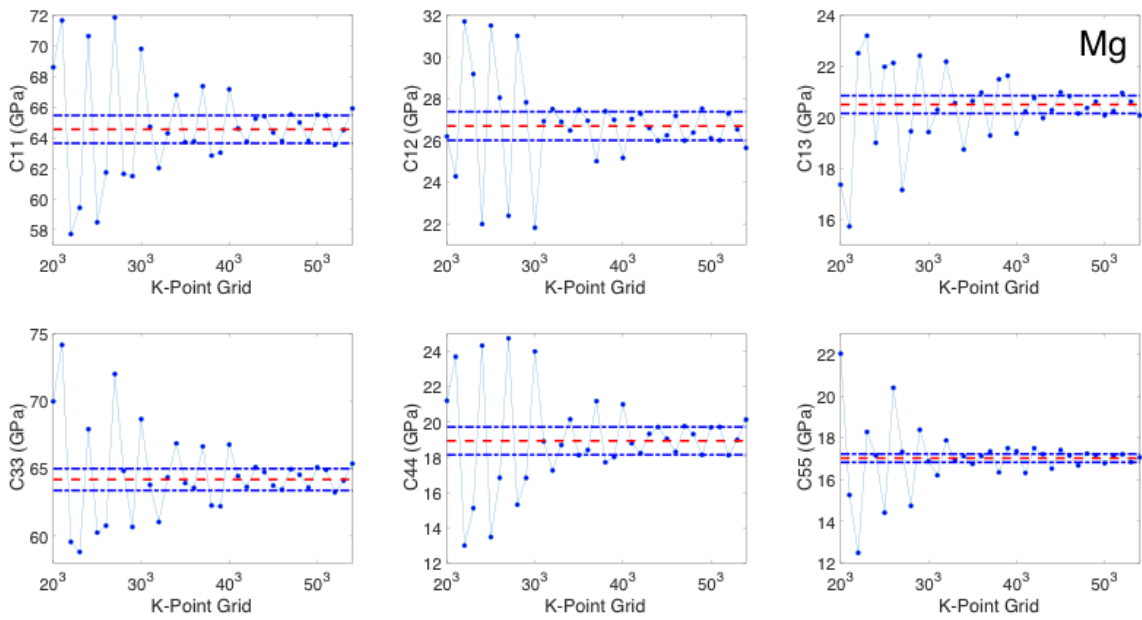 Mg
C11 (GPa)
72
70
68
66
64
62
60
58
20³ 30³ 40³ 50³
K-Point Grid
C12 (GPa)
32
30
28
26
24
22
20³ 30³ 40³ 50³
K-Point Grid
C13 (GPa)
24
22
20
18
16
20³ 30³ 40³ 50³
K-Point Grid
C33 (GPa)
75
70
65
60
20³ 30³ 40³ 50³
K-Point Grid
C44 (GPa)
24
22
20
18
16
14
12
20³ 30³ 40³ 50³
K-Point Grid
C55 (GPa)
22
20
18
16
14
12
20³ 30³ 40³ 50³
K-Point Grid